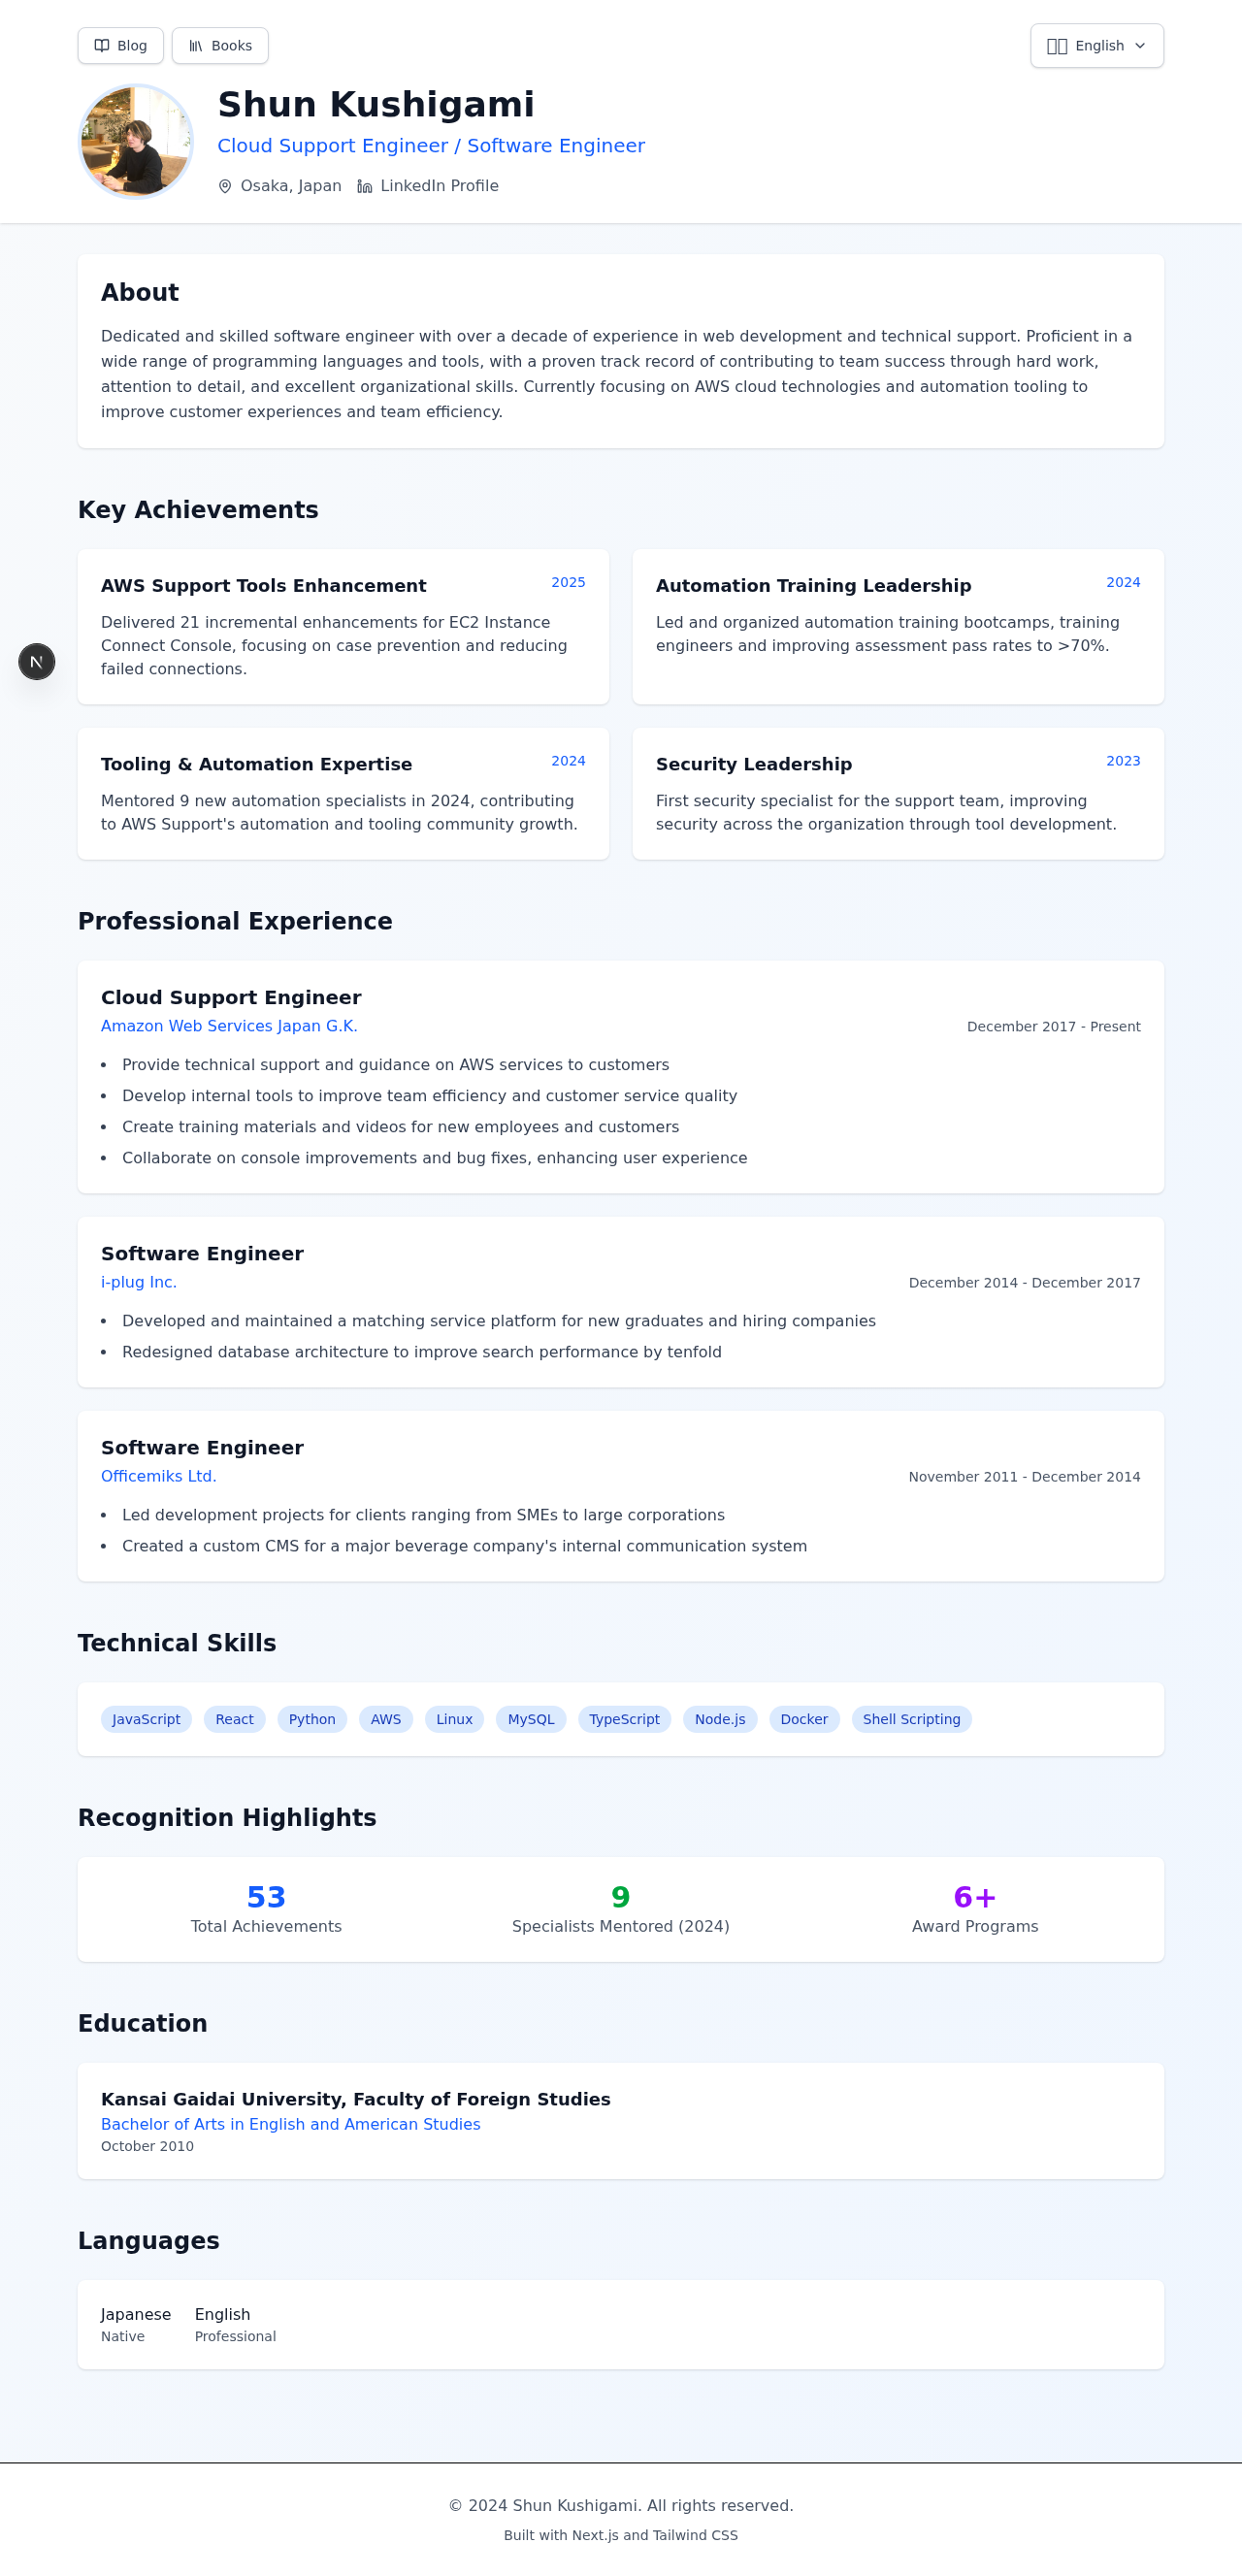 Blog
Books
English
Shun Kushigami
Cloud Support Engineer / Software Engineer
Osaka, Japan
LinkedIn Profile
About
Dedicated and skilled software engineer with over a decade of experience in web development and technical support. Proficient in a
wide range of programming languages and tools, with a proven track record of contributing to team success through hard work,
attention to detail, and excellent organizational skills. Currently focusing on AWS cloud technologies and automation tooling to
improve customer experiences and team efficiency.
Key Achievements
AWS Support Tools Enhancement
2025
Delivered 21 incremental enhancements for EC2 Instance
Connect Console, focusing on case prevention and reducing
failed connections.
Automation Training Leadership
2024
Led and organized automation training bootcamps, training
engineers and improving assessment pass rates to >70%.
Tooling & Automation Expertise
2024
Mentored 9 new automation specialists in 2024, contributing
to AWS Support's automation and tooling community growth.
Security Leadership
2023
First security specialist for the support team, improving
security across the organization through tool development.
N
Professional Experience
Cloud Support Engineer
Amazon Web Services Japan G.K.
December 2017 - Present
• Provide technical support and guidance on AWS services to customers
• Develop internal tools to improve team efficiency and customer service quality
• Create training materials and videos for new employees and customers
• Collaborate on console improvements and bug fixes, enhancing user experience
Software Engineer
i-plug Inc.
December 2014 - December 2017
• Developed and maintained a matching service platform for new graduates and hiring companies
• Redesigned database architecture to improve search performance by tenfold
Software Engineer
Officemiks Ltd.
November 2011 - December 2014
• Led development projects for clients ranging from SMEs to large corporations
• Created a custom CMS for a major beverage company's internal communication system
Technical Skills
JavaScript
React
Python
AWS
Linux
MySQL
TypeScript
Node.js
Docker
Shell Scripting
Recognition Highlights
53
Total Achievements
9
Specialists Mentored (2024)
6+
Award Programs
Education
Kansai Gaidai University, Faculty of Foreign Studies
Bachelor of Arts in English and American Studies
October 2010
Languages
Japanese
Native
English
Professional
© 2024 Shun Kushigami. All rights reserved.
Built with Next.js and Tailwind CSS